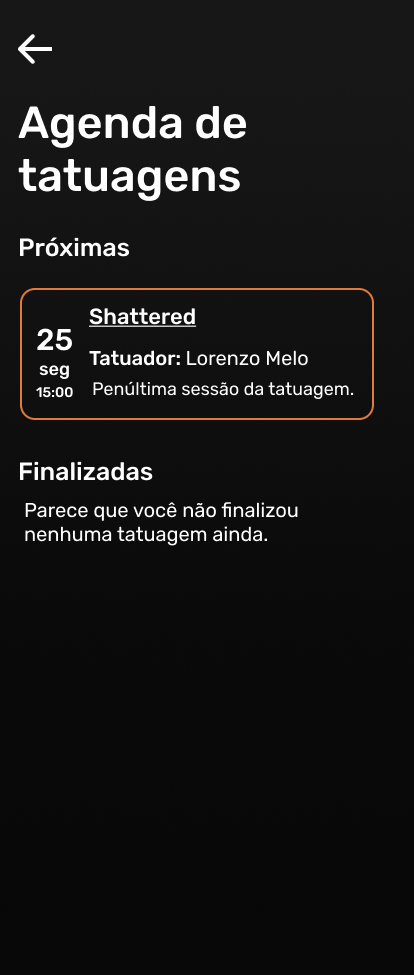 Agenda de
tatuagens
Próximas
Shattered
25
seg
15:00
Tatuador: Lorenzo Melo
Penúltima sessão da tatuagem.
Finalizadas
Parece que você não finalizou
nenhuma tatuagem ainda.